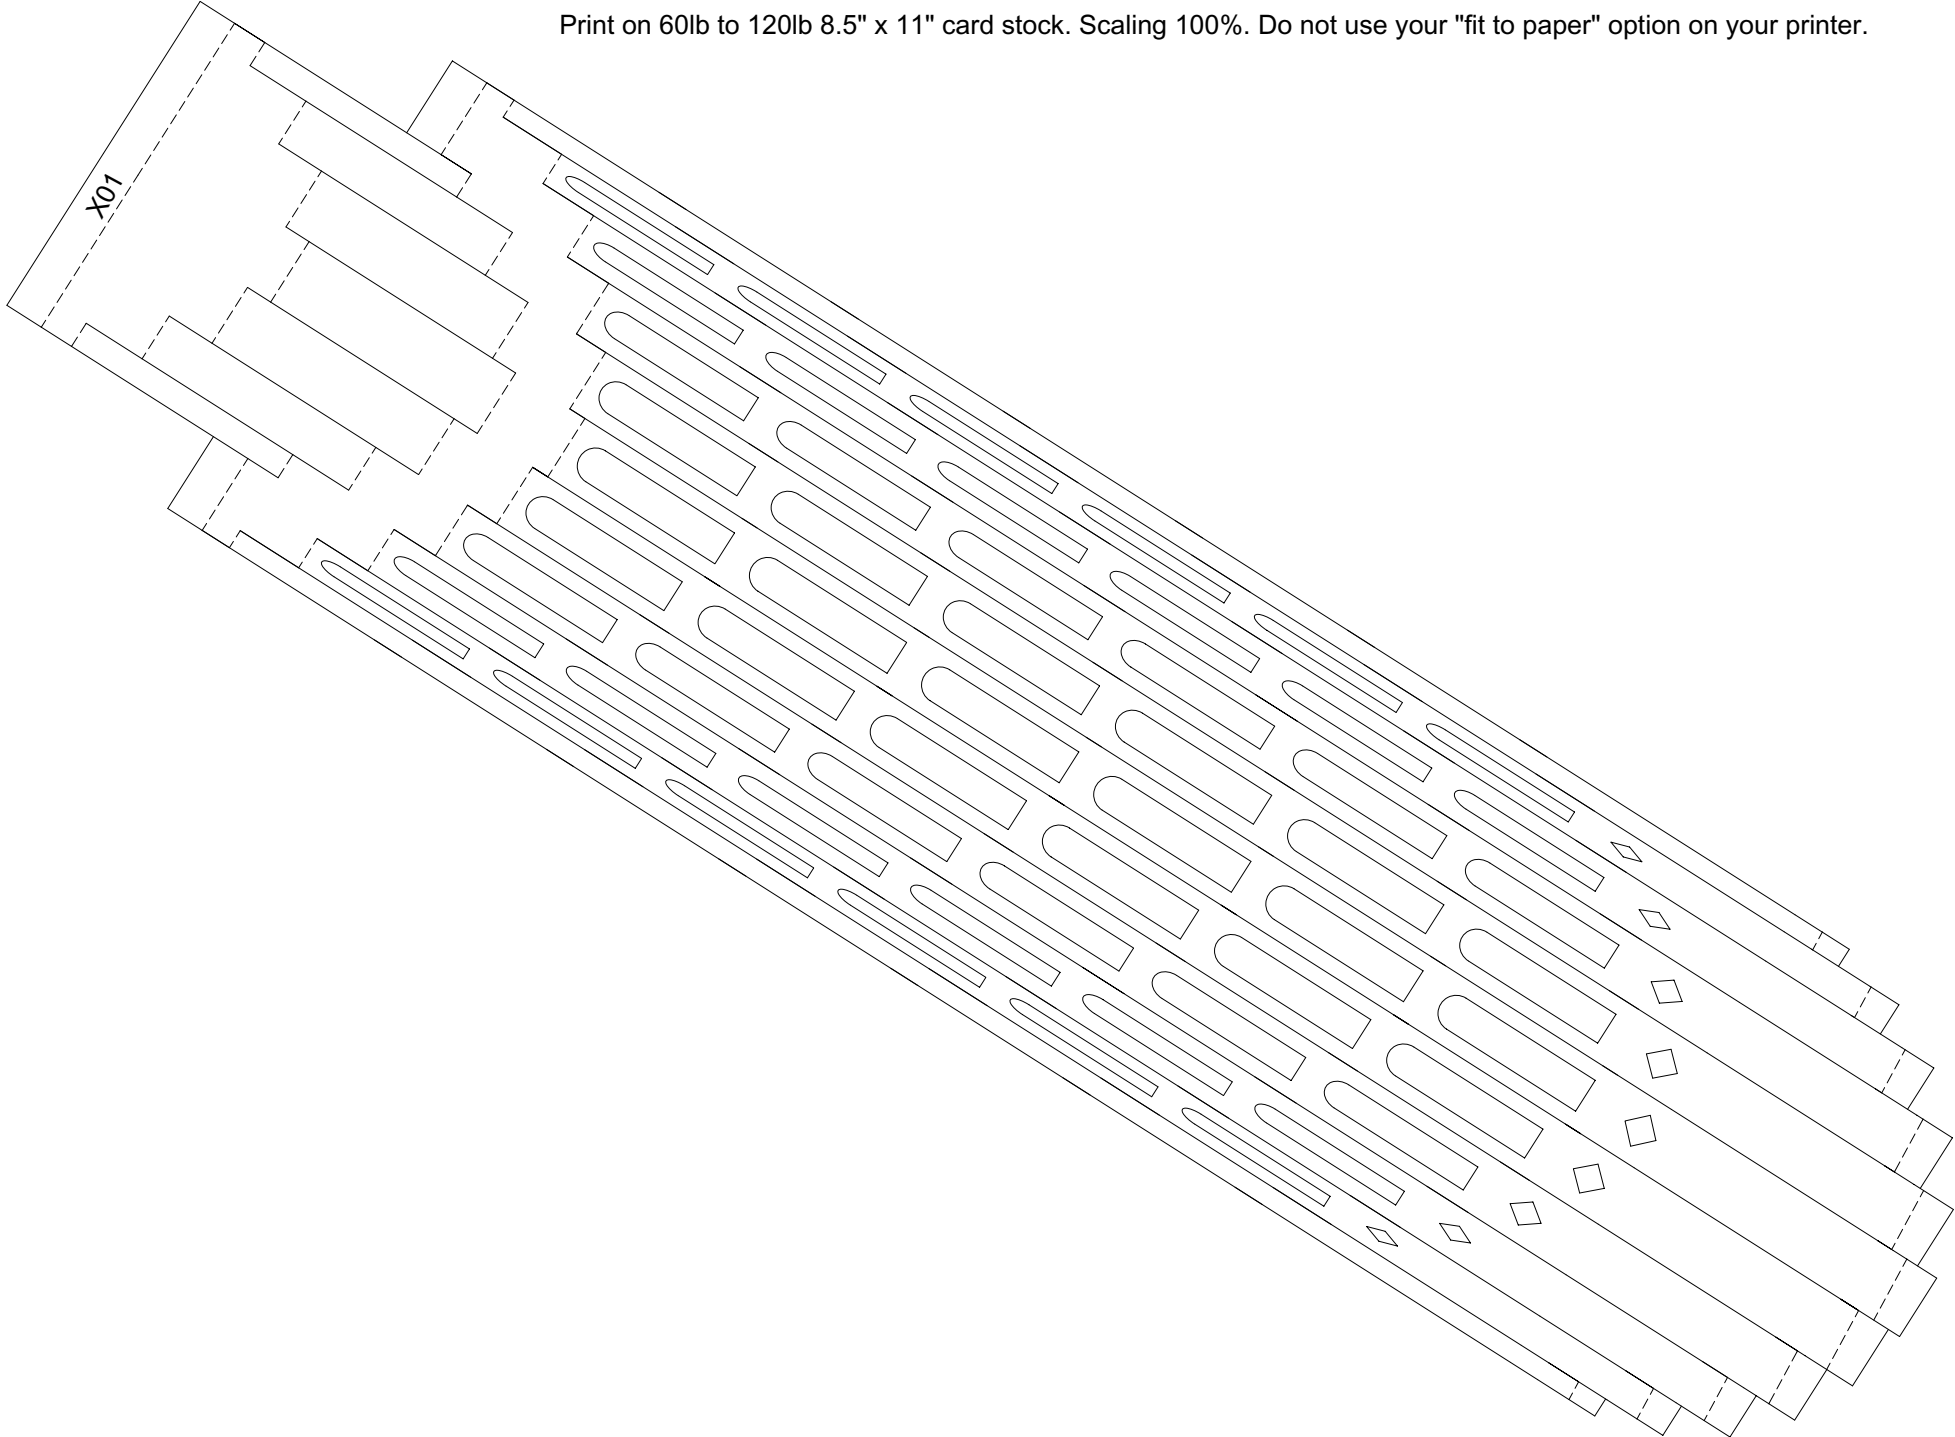 Print on 60lb to 120lb 8.5" x 11" card stock. Scaling 100%. Do not use your "fit to paper" option on your printer.
X01